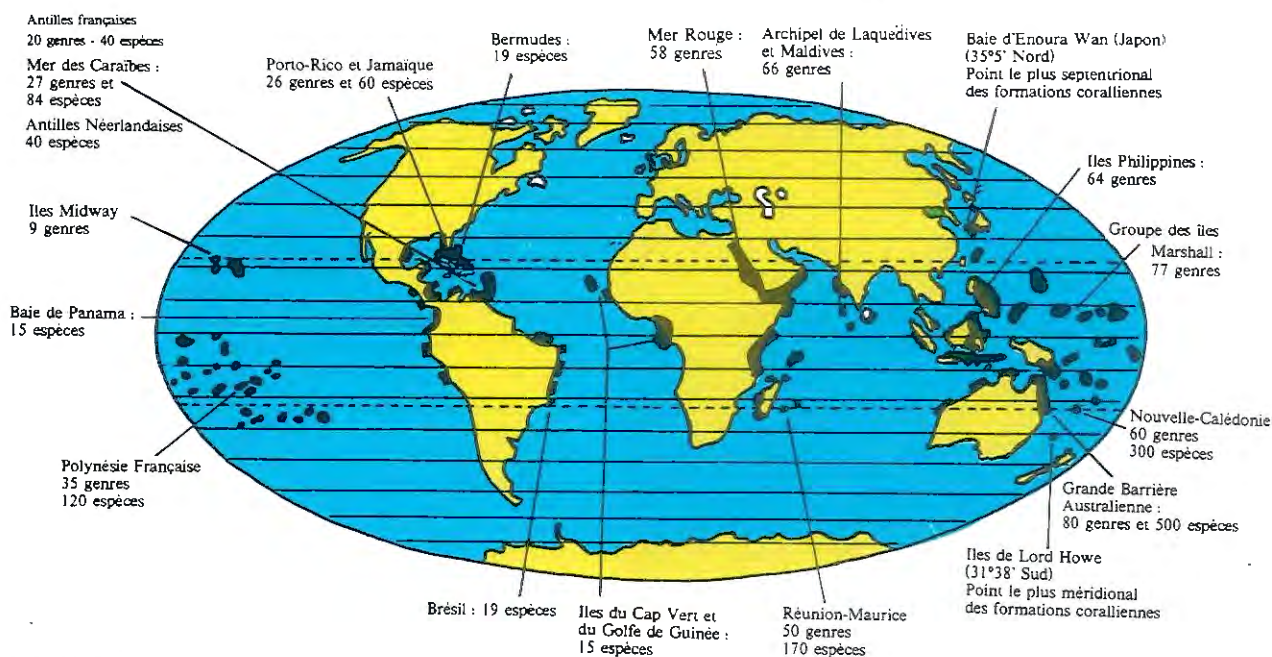 Antilles françaises
20 genres - 40 espèces
Mer des Caraïbes :
27 genres et
84 espèces
Antilles Néerlandaises
40 espèces
Porto-Rico et Jamaïque
26 genres et 60 espèces
Bermudes :
19 espèces
Mer Rouge :
58 genres
Archipel de Laquedives
et Maldives :
66 genres
Baie d'Enoura Wan (Japon)
(35°5' Nord)
Point le plus septentrional
des formations coralliennes
Iles Philippines :
64 genres
Iles Midway
9 genres
Groupe des îles
Marshall :
77 genres
Baie de Panama :
15 espèces
Nouvelle-Calédonie
60 genres
300 espèces
Polynésie Française
35 genres
120 espèces
Grande Barrière
Australienne :
80 genres et 500 espèces
Iles de Lord Howe
(31°38' Sud)
Point le plus méridional
des formations coralliennes
Brésil : 19 espèces
Iles du Cap Vert et
du Golfe de Guinée :
15 espèces
Réunion-Maurice
50 genres
170 espèces